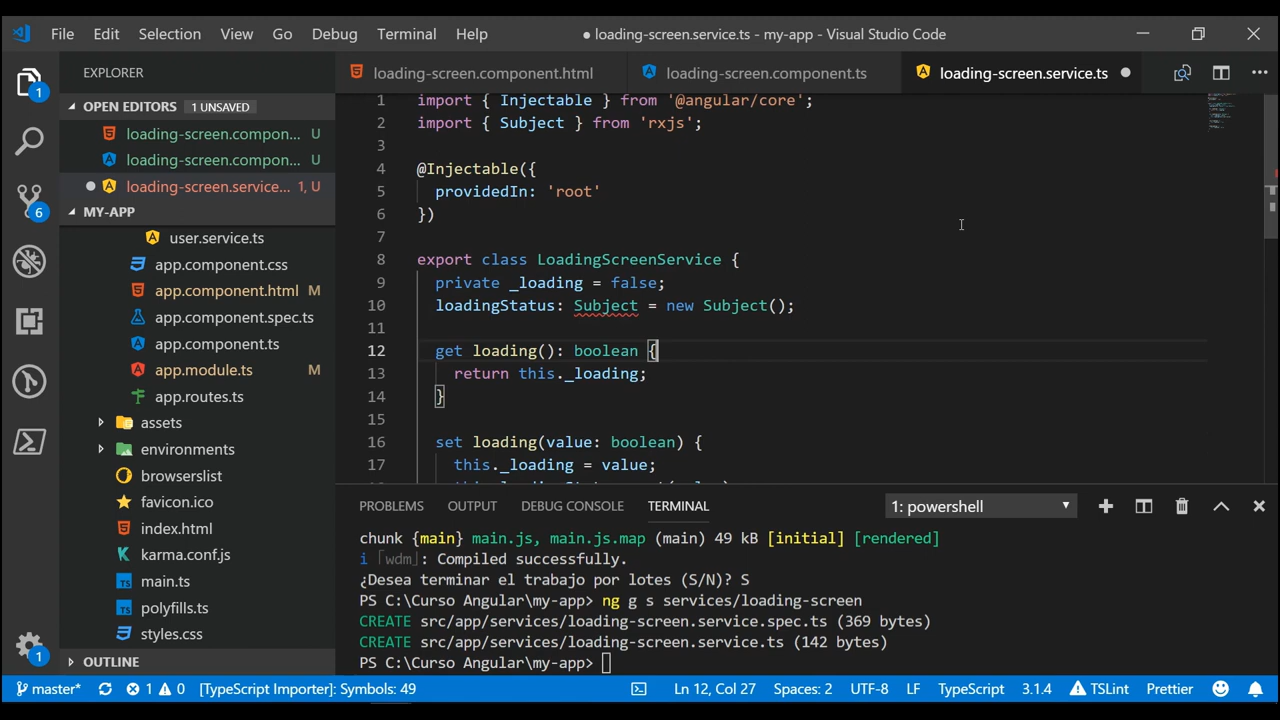 File Edit Selection View Go Debug Terminal Help ● loading-screen.service.ts - my-app - Visual Studio Code
EXPLORER
OPEN EDITORS 1 UNSAVED
loading-screen.compon... U
loading-screen.compon... U
loading-screen.service... 1, U
MY-APP
user.service.ts
app.component.css
app.component.html M
app.component.spec.ts
app.component.ts
app.module.ts M
app.routes.ts
assets
environments
browserslist
favicon.ico
index.html
karma.conf.js
main.ts
polyfills.ts
styles.css
OUTLINE
1
6
1
loading-screen.component.html loading-screen.component.ts loading-screen.service.ts
1 import { Injectable } from '@angular/core';
2 import { Subject } from 'rxjs';
3
4 @Injectable({
5 providedIn: 'root'
6 })
7
8 export class LoadingScreenService {
9 private _loading = false;
10 loadingStatus: Subject = new Subject();
11
12 get loading(): boolean {
13 return this._loading;
14 }
15
16 set loading(value: boolean) {
17 this._loading = value;
PROBLEMS OUTPUT DEBUG CONSOLE TERMINAL 1: powershell
chunk {main} main.js, main.js.map (main) 49 kB [initial] [rendered]
i ｢wdm｣: Compiled successfully.
¿Desea terminar el trabajo por lotes (S/N)? S
PS C:\Curso Angular\my-app> ng g s services/loading-screen
CREATE src/app/services/loading-screen.service.spec.ts (369 bytes)
CREATE src/app/services/loading-screen.service.ts (142 bytes)
PS C:\Curso Angular\my-app>
master* 1 0 [TypeScript Importer]: Symbols: 49 Ln 12, Col 27 Spaces: 2 UTF-8 LF TypeScript 3.1.4 TSLint Prettier